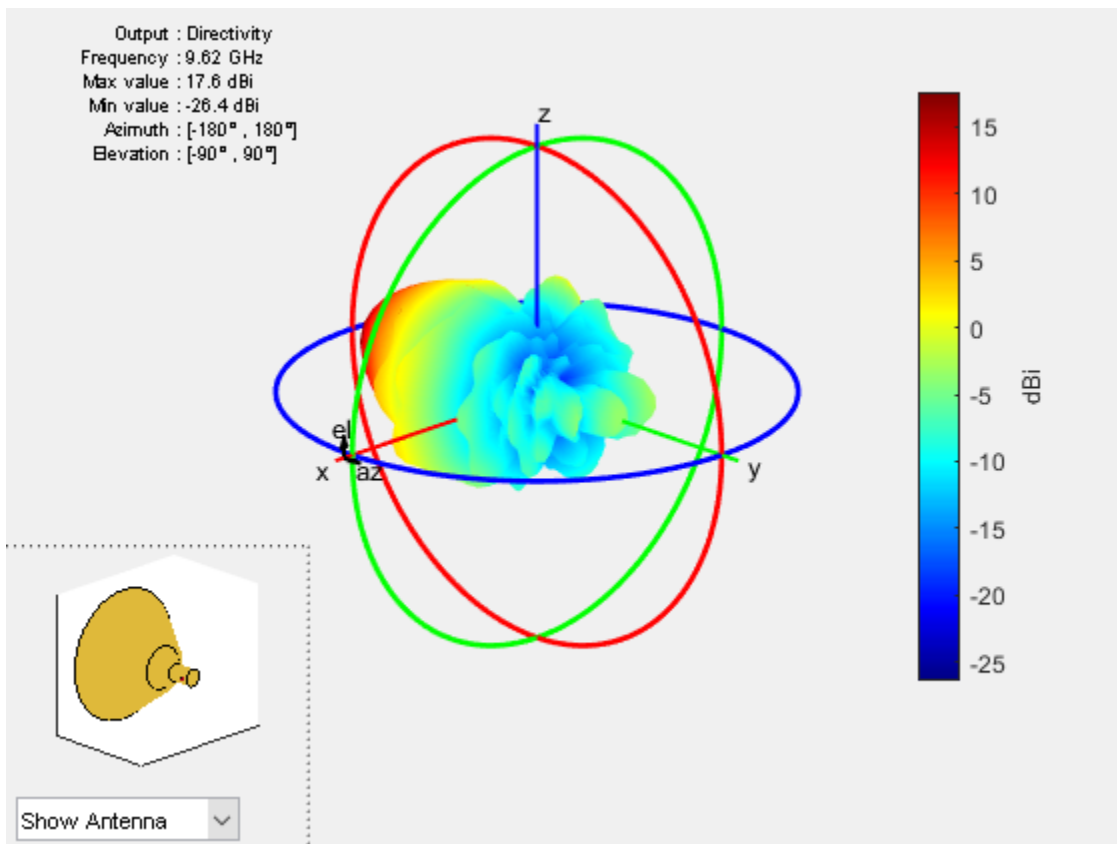 Output : Directivity
Frequency : 9.62 GHz
Max value : 17.6 dBi
Min value : -26.4 dBi
Azimuth : [-180° , 180°]
Elevation : [-90° , 90°]
z
el
x
az
y
15
10
5
0
-5
-10
-15
-20
-25
dBi
Show Antenna